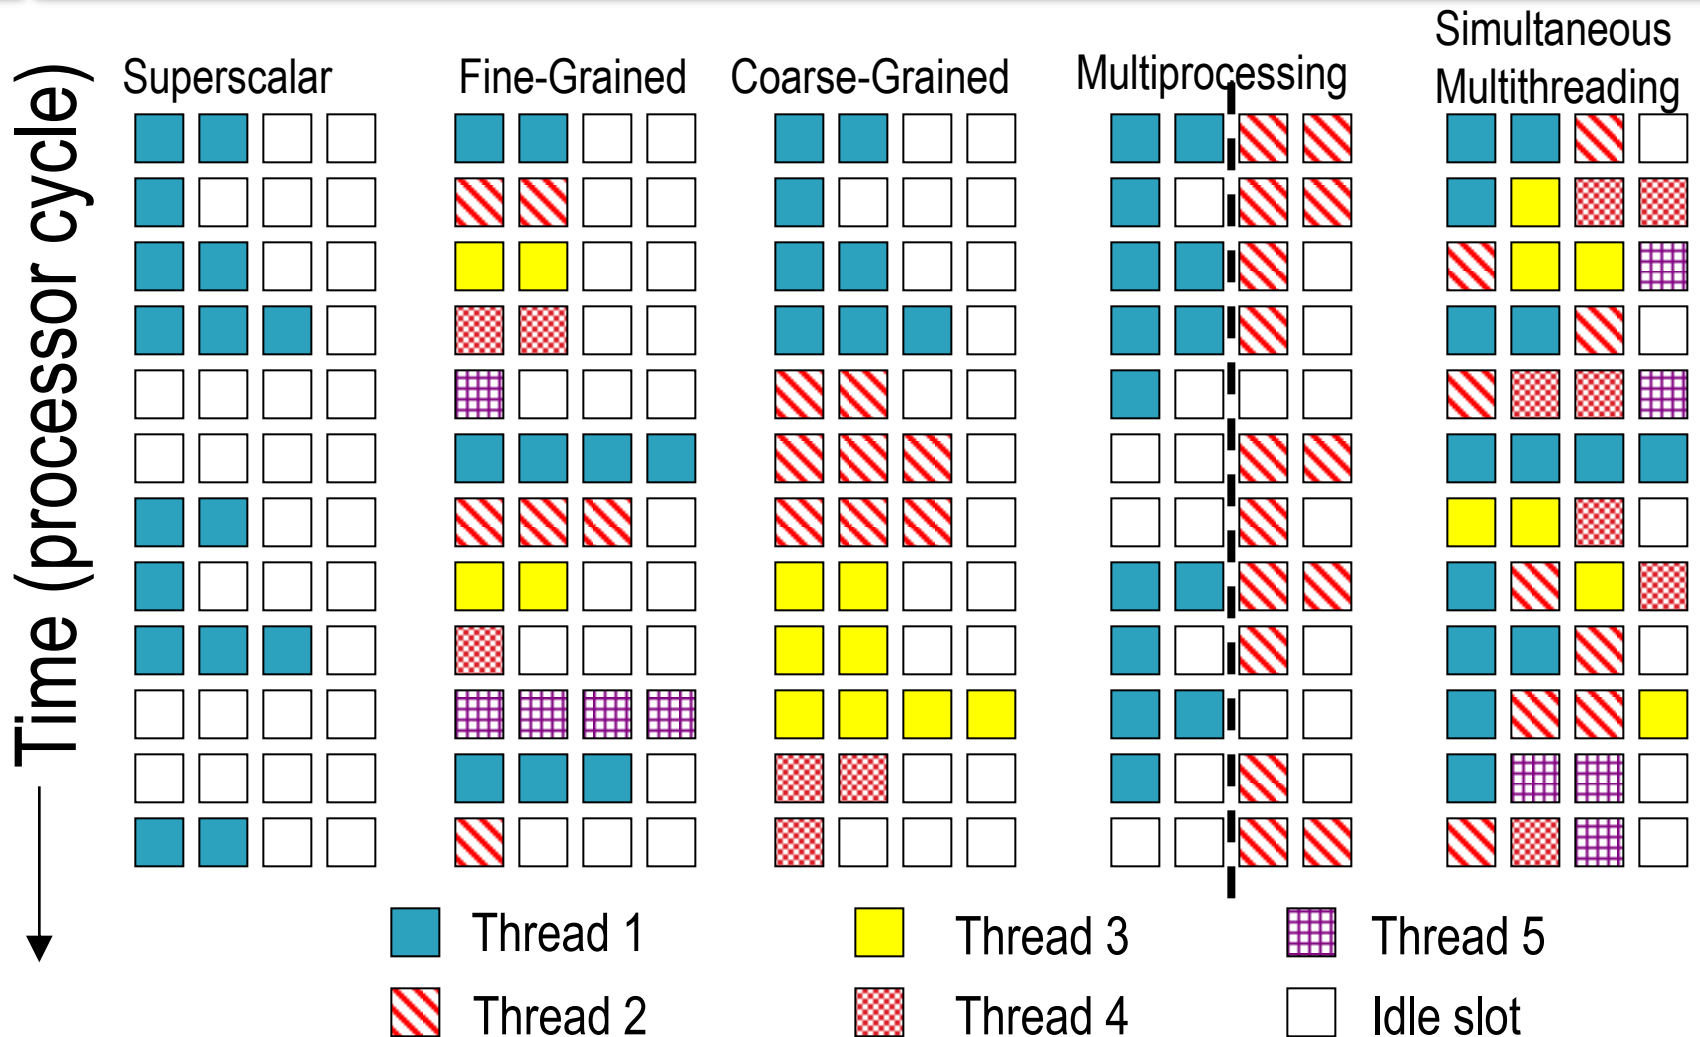 Time (processor cycle)
Superscalar
Fine-Grained
Coarse-Grained
Multiprocessing
Simultaneous
Multithreading
Thread 1
Thread 3
Thread 5
Thread 2
Thread 4
Idle slot